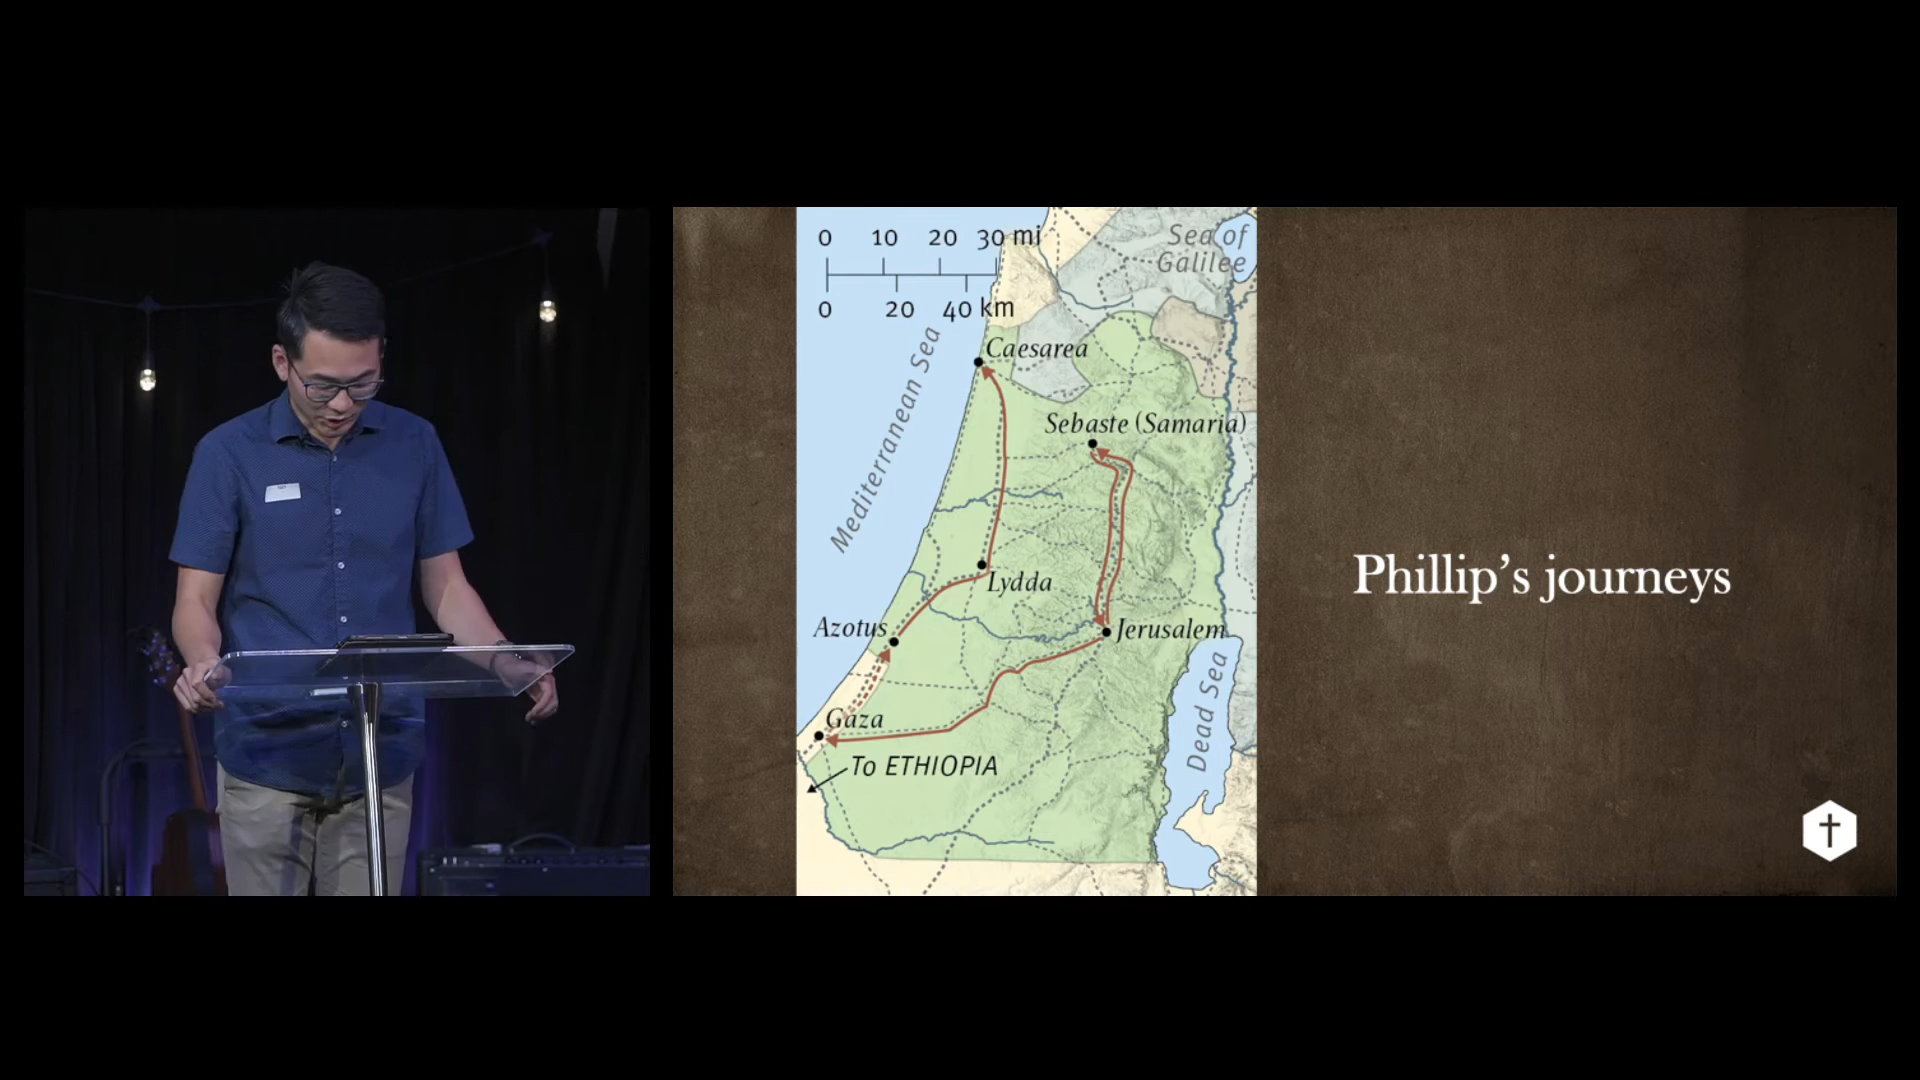 0 10 20 30 mi
0 20 40 km
Sea of
Galilee
Mediterranean Sea
Caesarea
Sebaste (Samaria)
Lydda
Azotus
Jerusalem
Gaza
Dead Sea
To ETHIOPIA
Phillip’s journeys